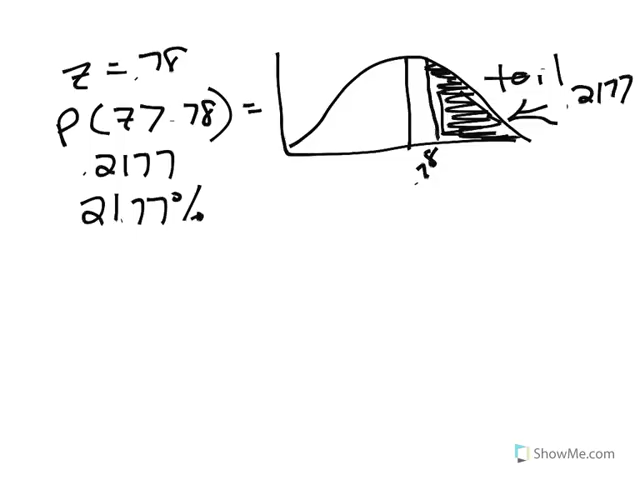 z = .78
P(Z > .78) =
.2177
21.77%
tail
.2177
.78
ShowMe.com